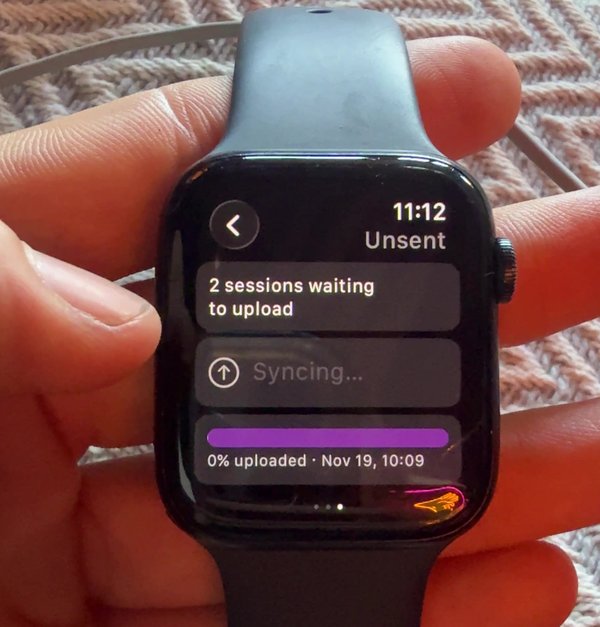 11:12
Unsent
2 sessions waiting
to upload
Syncing...
0% uploaded · Nov 19, 10:09